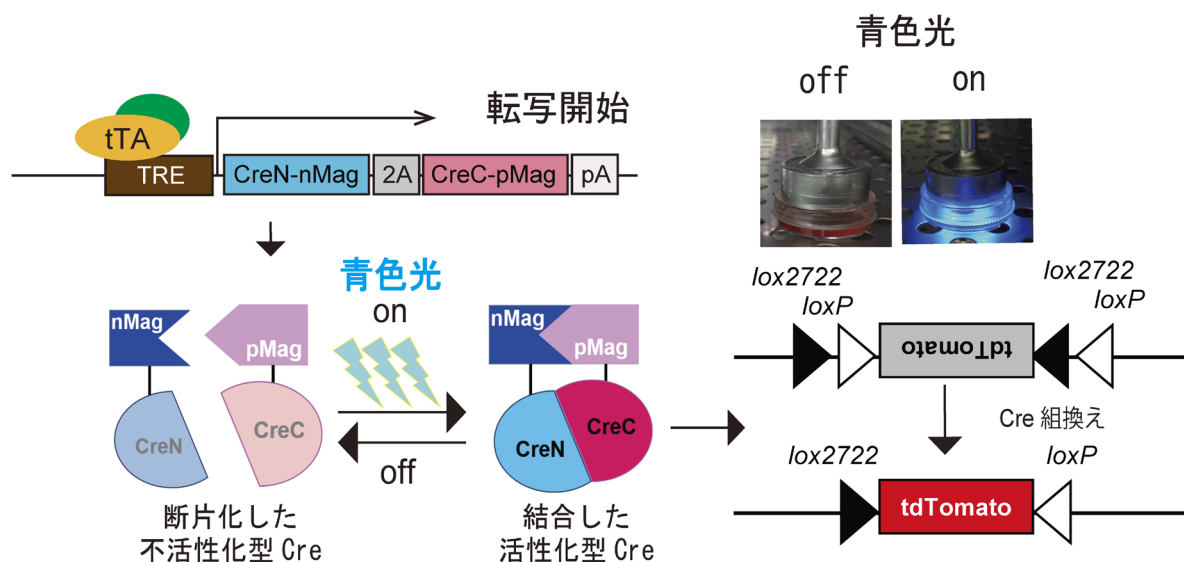 青色光
off
on
tTA
転写開始
TRE
CreN-nMag
2A
CreC-pMag
pA
青色光
on
nMag
pMag
CreN
CreC
off
断片化した
不活性化型 Cre
nMag
pMag
CreN
CreC
結合した
活性化型 Cre
lox2722
loxP
tdTomato
lox2722
loxP
Cre 組換え
lox2722
loxP
tdTomato